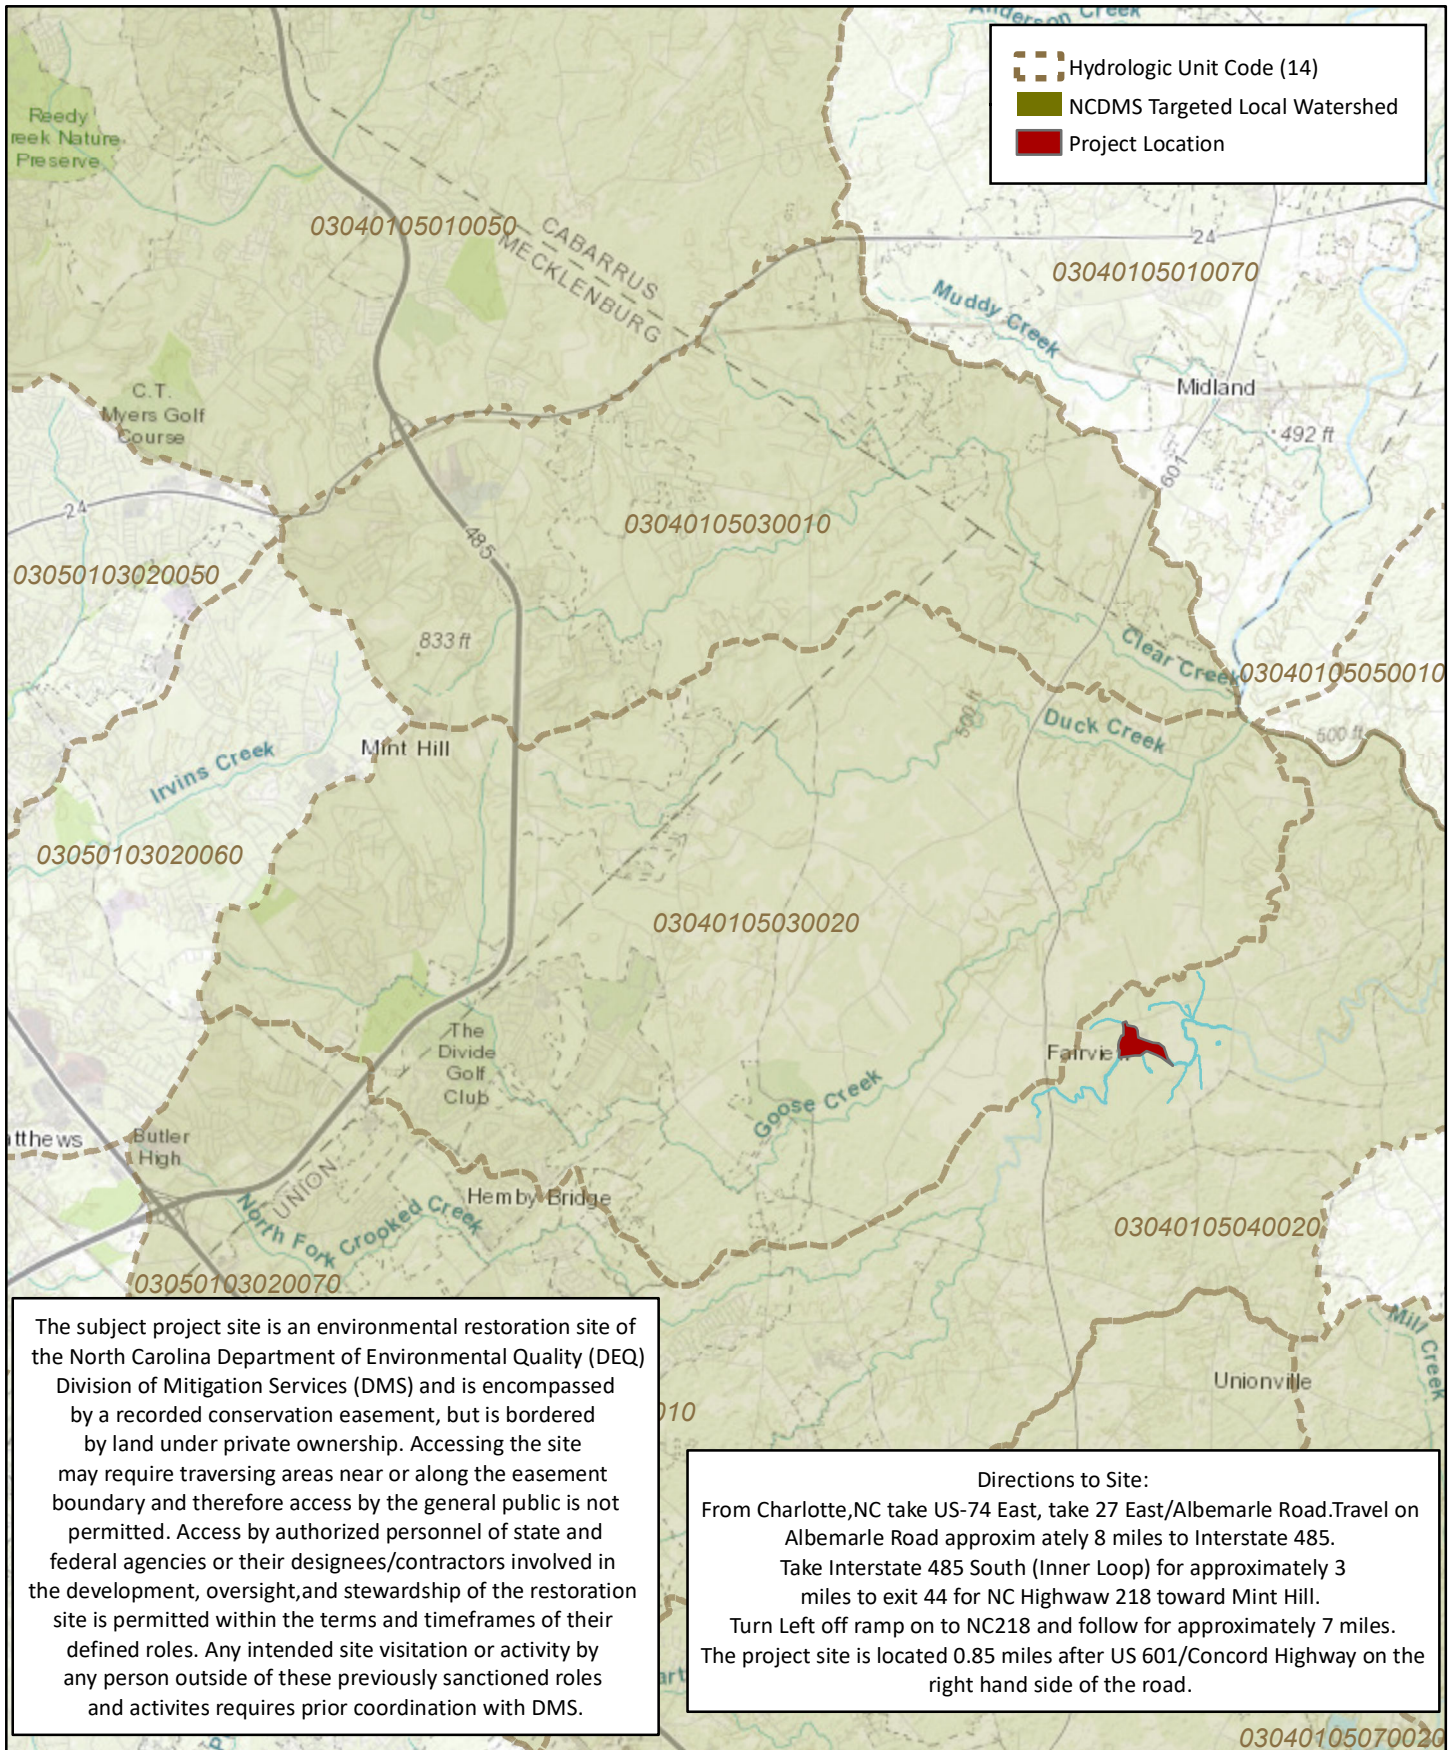 Anderson Creek
Hydrologic Unit Code (14)
NCDMS Targeted Local Watershed
Project Location
Reedy
reek Nature
Preserve
03040105010050
CABARRUS
MECKLENBURG
24
03040105010070
Muddy Creek
Midland
492 ft
601
C.T.
Myers Golf
Course
24
485
03040105030010
03050103020050
833 ft
Clear Creek
03040105050010
Duck Creek
500 ft
500 ft
Mint Hill
Irvins Creek
03050103020060
03040105030020
The
Divide
Golf
Club
Fairview
Goose Creek
tthews
Butler
High
UNION
North Fork Crooked Creek
Hemby Bridge
03040105040020
03050103020070
Mill Creek
Unionville
010
The subject project site is an environmental restoration site of
the North Carolina Department of Environmental Quality (DEQ)
Division of Mitigation Services (DMS) and is encompassed
by a recorded conservation easement, but is bordered
by land under private ownership. Accessing the site
may require traversing areas near or along the easement
boundary and therefore access by the general public is not
permitted. Access by authorized personnel of state and
federal agencies or their designees/contractors involved in
the development, oversight,and stewardship of the restoration
site is permitted within the terms and timeframes of their
defined roles. Any intended site visitation or activity by
any person outside of these previously sanctioned roles
and activites requires prior coordination with DMS.
Directions to Site:
From Charlotte,NC take US-74 East, take 27 East/Albemarle Road.Travel on
Albemarle Road approxim ately 8 miles to Interstate 485.
Take Interstate 485 South (Inner Loop) for approximately 3
miles to exit 44 for NC Highwaw 218 toward Mint Hill.
Turn Left off ramp on to NC218 and follow for approximately 7 miles.
The project site is located 0.85 miles after US 601/Concord Highway on the
right hand side of the road.
art
03040105070020